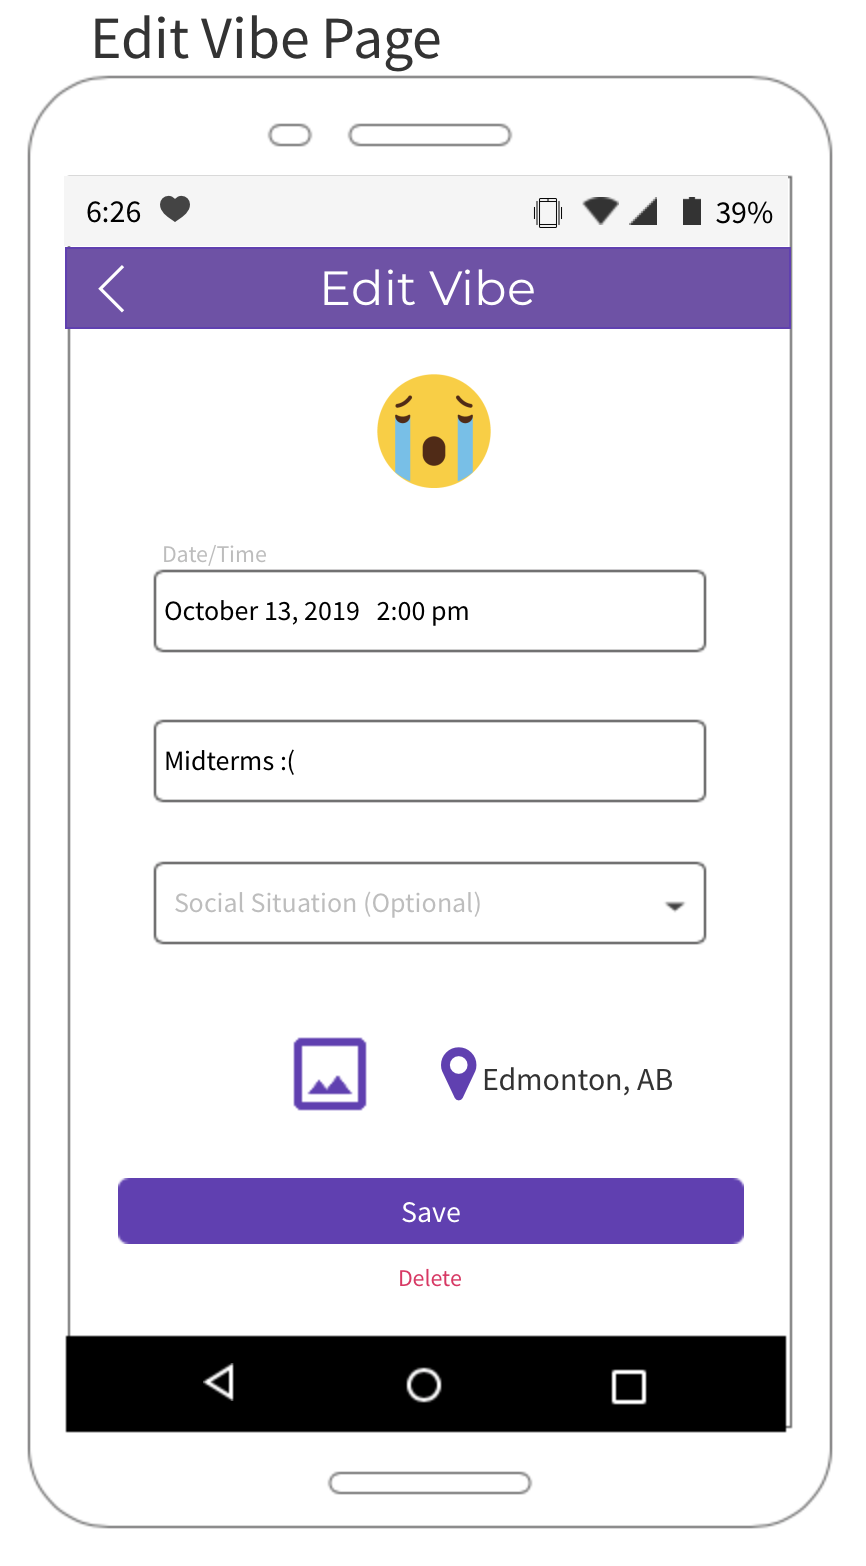 Edit Vibe Page
6:26 39%
Edit Vibe
Date/Time
October 13, 2019 2:00 pm
Midterms :(
Social Situation (Optional)
Edmonton, AB
Save
Delete